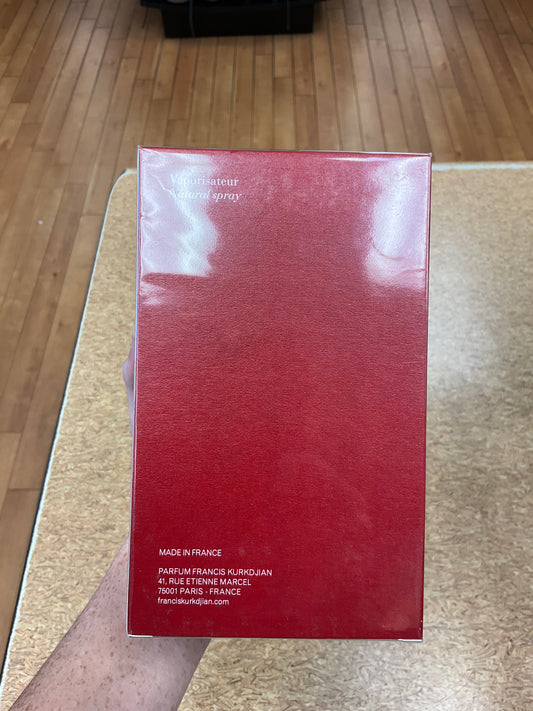 Vaporisateur
Natural spray
MADE IN FRANCE
PARFUM FRANCIS KURKDJIAN
41, RUE ETIENNE MARCEL
75001 PARIS - FRANCE
franciskurkdjian.com